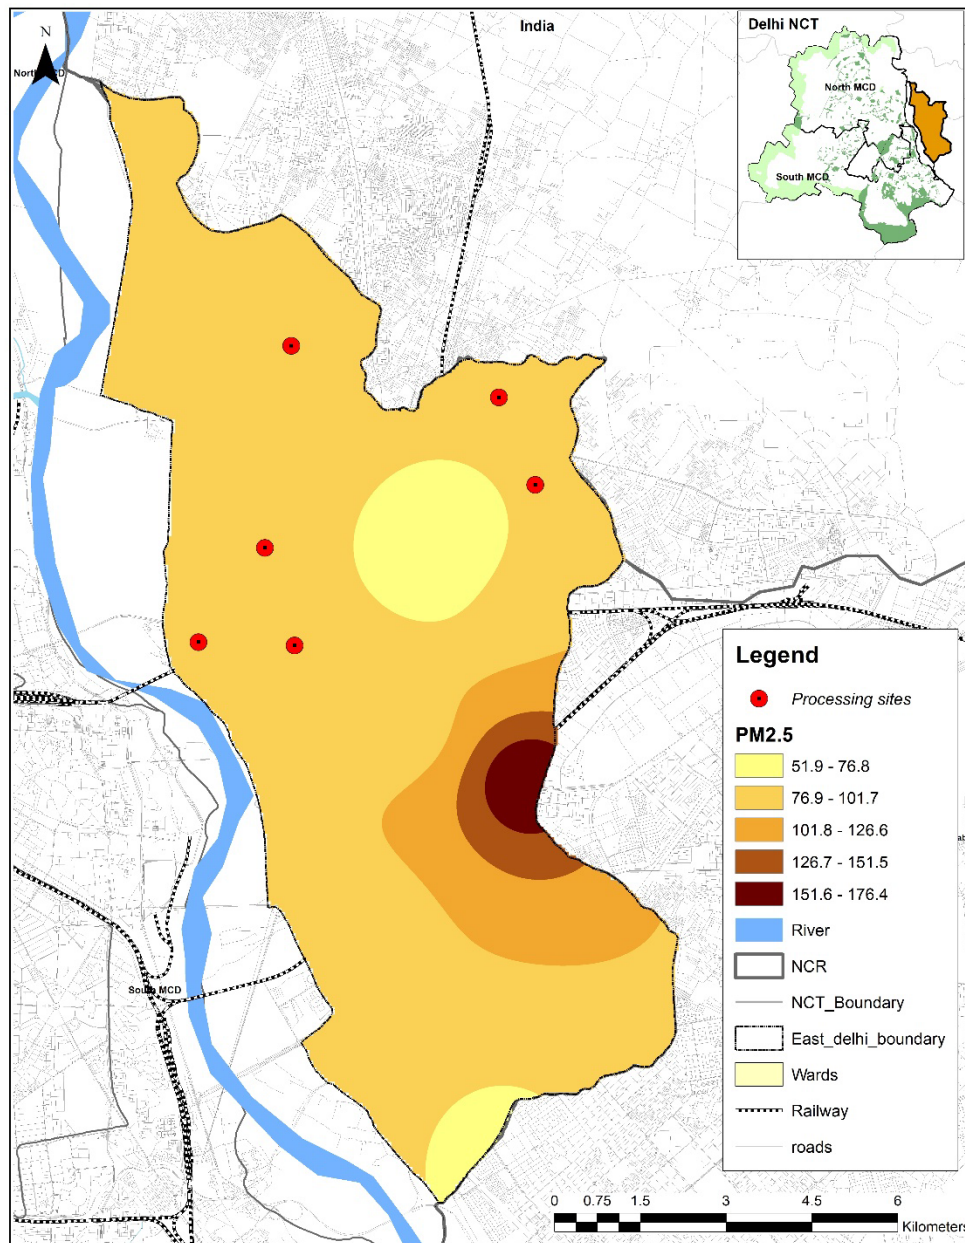 India
N
North MCD
Delhi NCT
North MCD
South MCD
South MCD
Legend
Processing sites
PM2.5
51.9 - 76.8
76.9 - 101.7
101.8 - 126.6
126.7 - 151.5
151.6 - 176.4
River
NCR
NCT_Boundary
East_delhi_boundary
Wards
Railway
roads
0 0.75 1.5 3 4.5 6
Kilometers